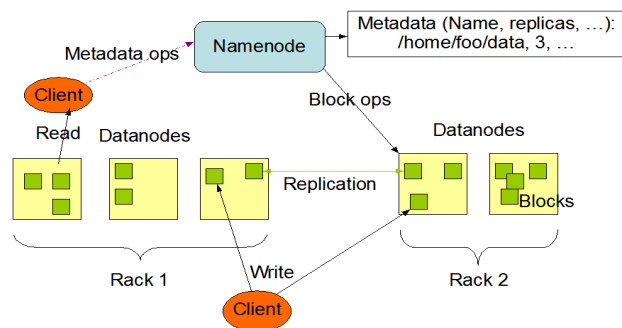 Metadata (Name, replicas, …):
/home/foo/data, 3, …
Namenode
Metadata ops
Client
Block ops
Read
Datanodes
Datanodes
Replication
Blocks
Rack 1
Write
Rack 2
Client